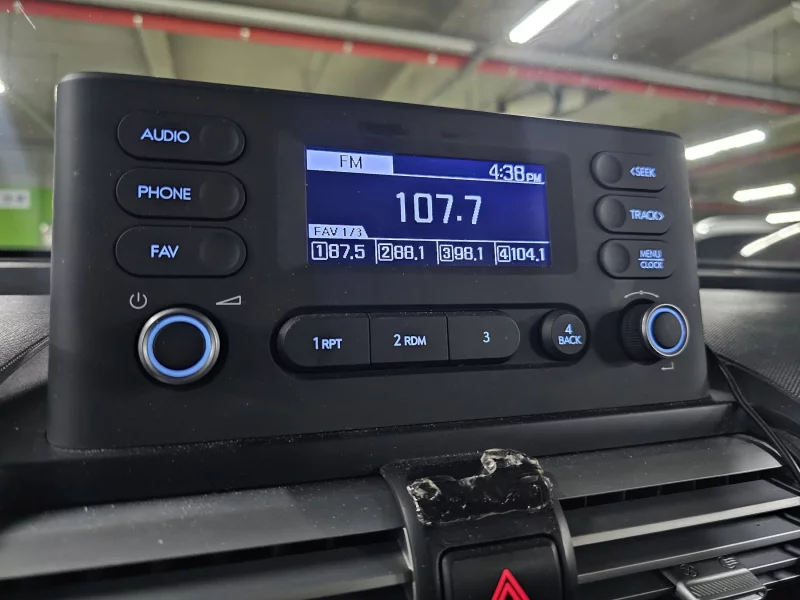 AUDIO
PHONE
FAV
FM
4:38PM
107.7
FAV 1/3
1 87.5 2 88.1 3 98.1 4 104.1
<SEEK
TRACK>
MENU
CLOCK
1 RPT
2 RDM
3
4
BACK